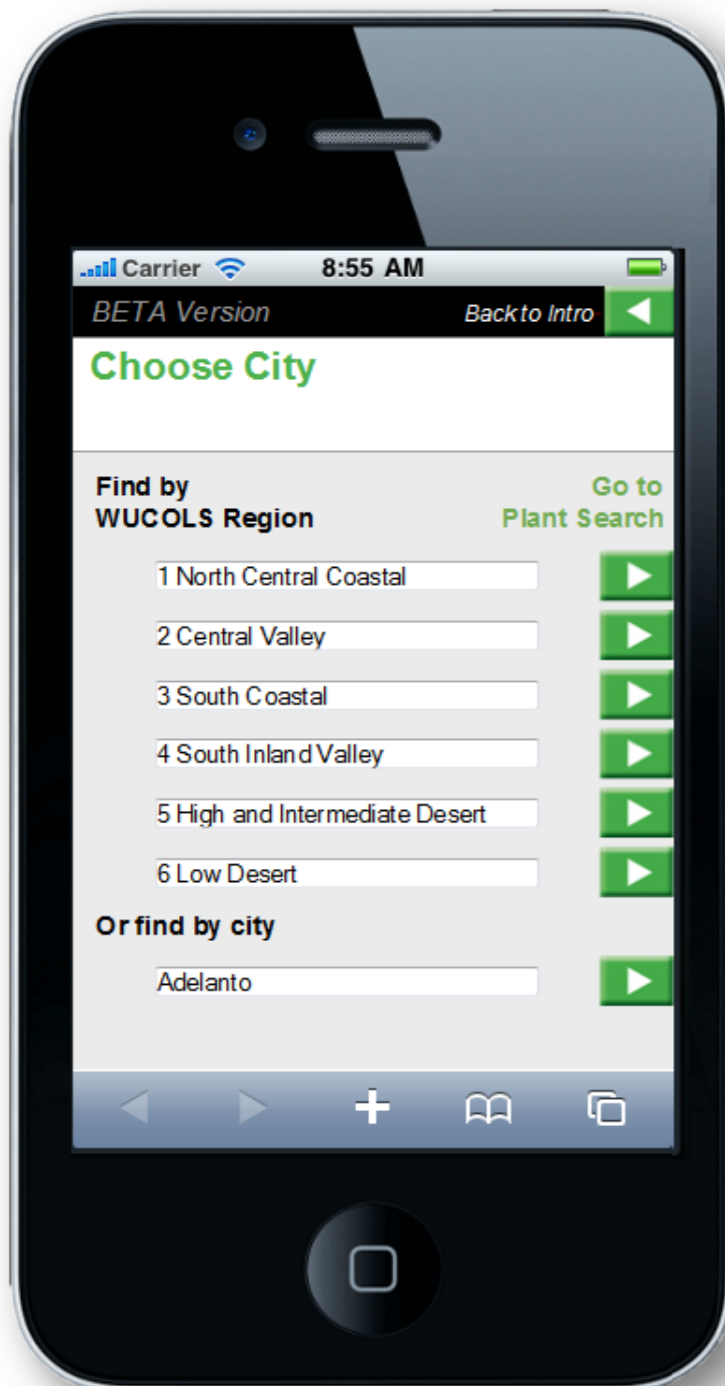 Carrier 8:55 AM
BETA Version Back to Intro
Choose City
Find by Go to
WUCOLS Region Plant Search
1 North Central Coastal
2 Central Valley
3 South Coastal
4 South Inland Valley
5 High and Intermediate Desert
6 Low Desert
Or find by city
Adelanto